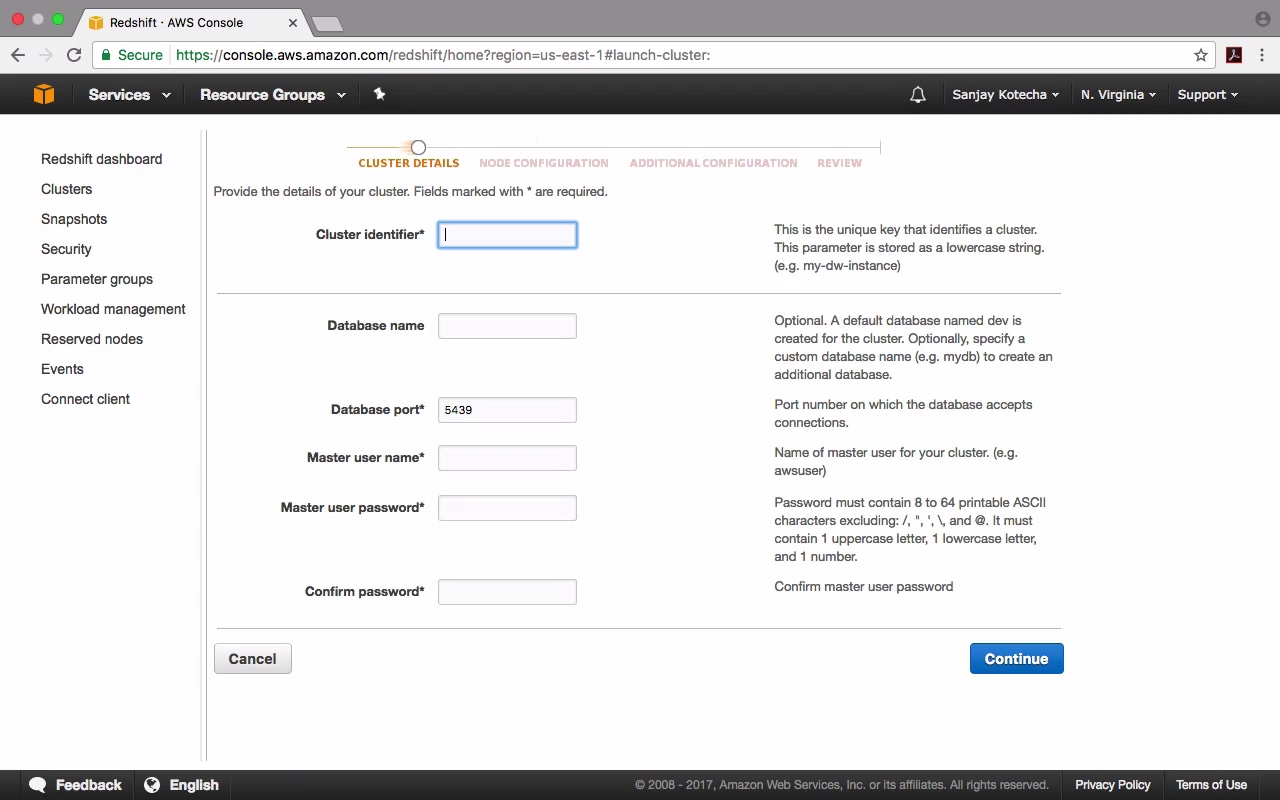 Redshift · AWS Console
Secure https://console.aws.amazon.com/redshift/home?region=us-east-1#launch-cluster:
Services Resource Groups Sanjay Kotecha N. Virginia Support
Redshift dashboard
Clusters
Snapshots
Security
Parameter groups
Workload management
Reserved nodes
Events
Connect client
CLUSTER DETAILS NODE CONFIGURATION ADDITIONAL CONFIGURATION REVIEW
Provide the details of your cluster. Fields marked with * are required.
Cluster identifier*
This is the unique key that identifies a cluster.
This parameter is stored as a lowercase string.
(e.g. my-dw-instance)
Database name
Optional. A default database named dev is
created for the cluster. Optionally, specify a
custom database name (e.g. mydb) to create an
additional database.
Database port* 5439
Port number on which the database accepts
connections.
Master user name*
Name of master user for your cluster. (e.g.
awsuser)
Master user password*
Password must contain 8 to 64 printable ASCII
characters excluding: /, ", ', \, and @. It must
contain 1 uppercase letter, 1 lowercase letter,
and 1 number.
Confirm password*
Confirm master user password
Cancel Continue
Feedback English © 2008 - 2017, Amazon Web Services, Inc. or its affiliates. All rights reserved. Privacy Policy Terms of Use